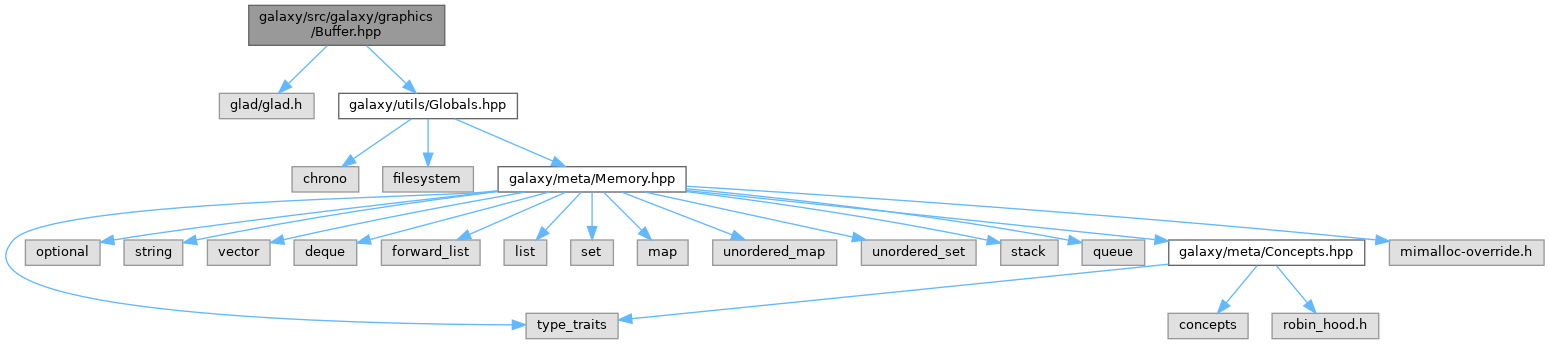 galaxy/src/galaxy/graphics
/Buffer.hpp
glad/glad.h
galaxy/utils/Globals.hpp
chrono
filesystem
galaxy/meta/Memory.hpp
optional
string
vector
deque
forward_list
list
set
map
unordered_map
unordered_set
stack
queue
galaxy/meta/Concepts.hpp
mimalloc-override.h
type_traits
concepts
robin_hood.h